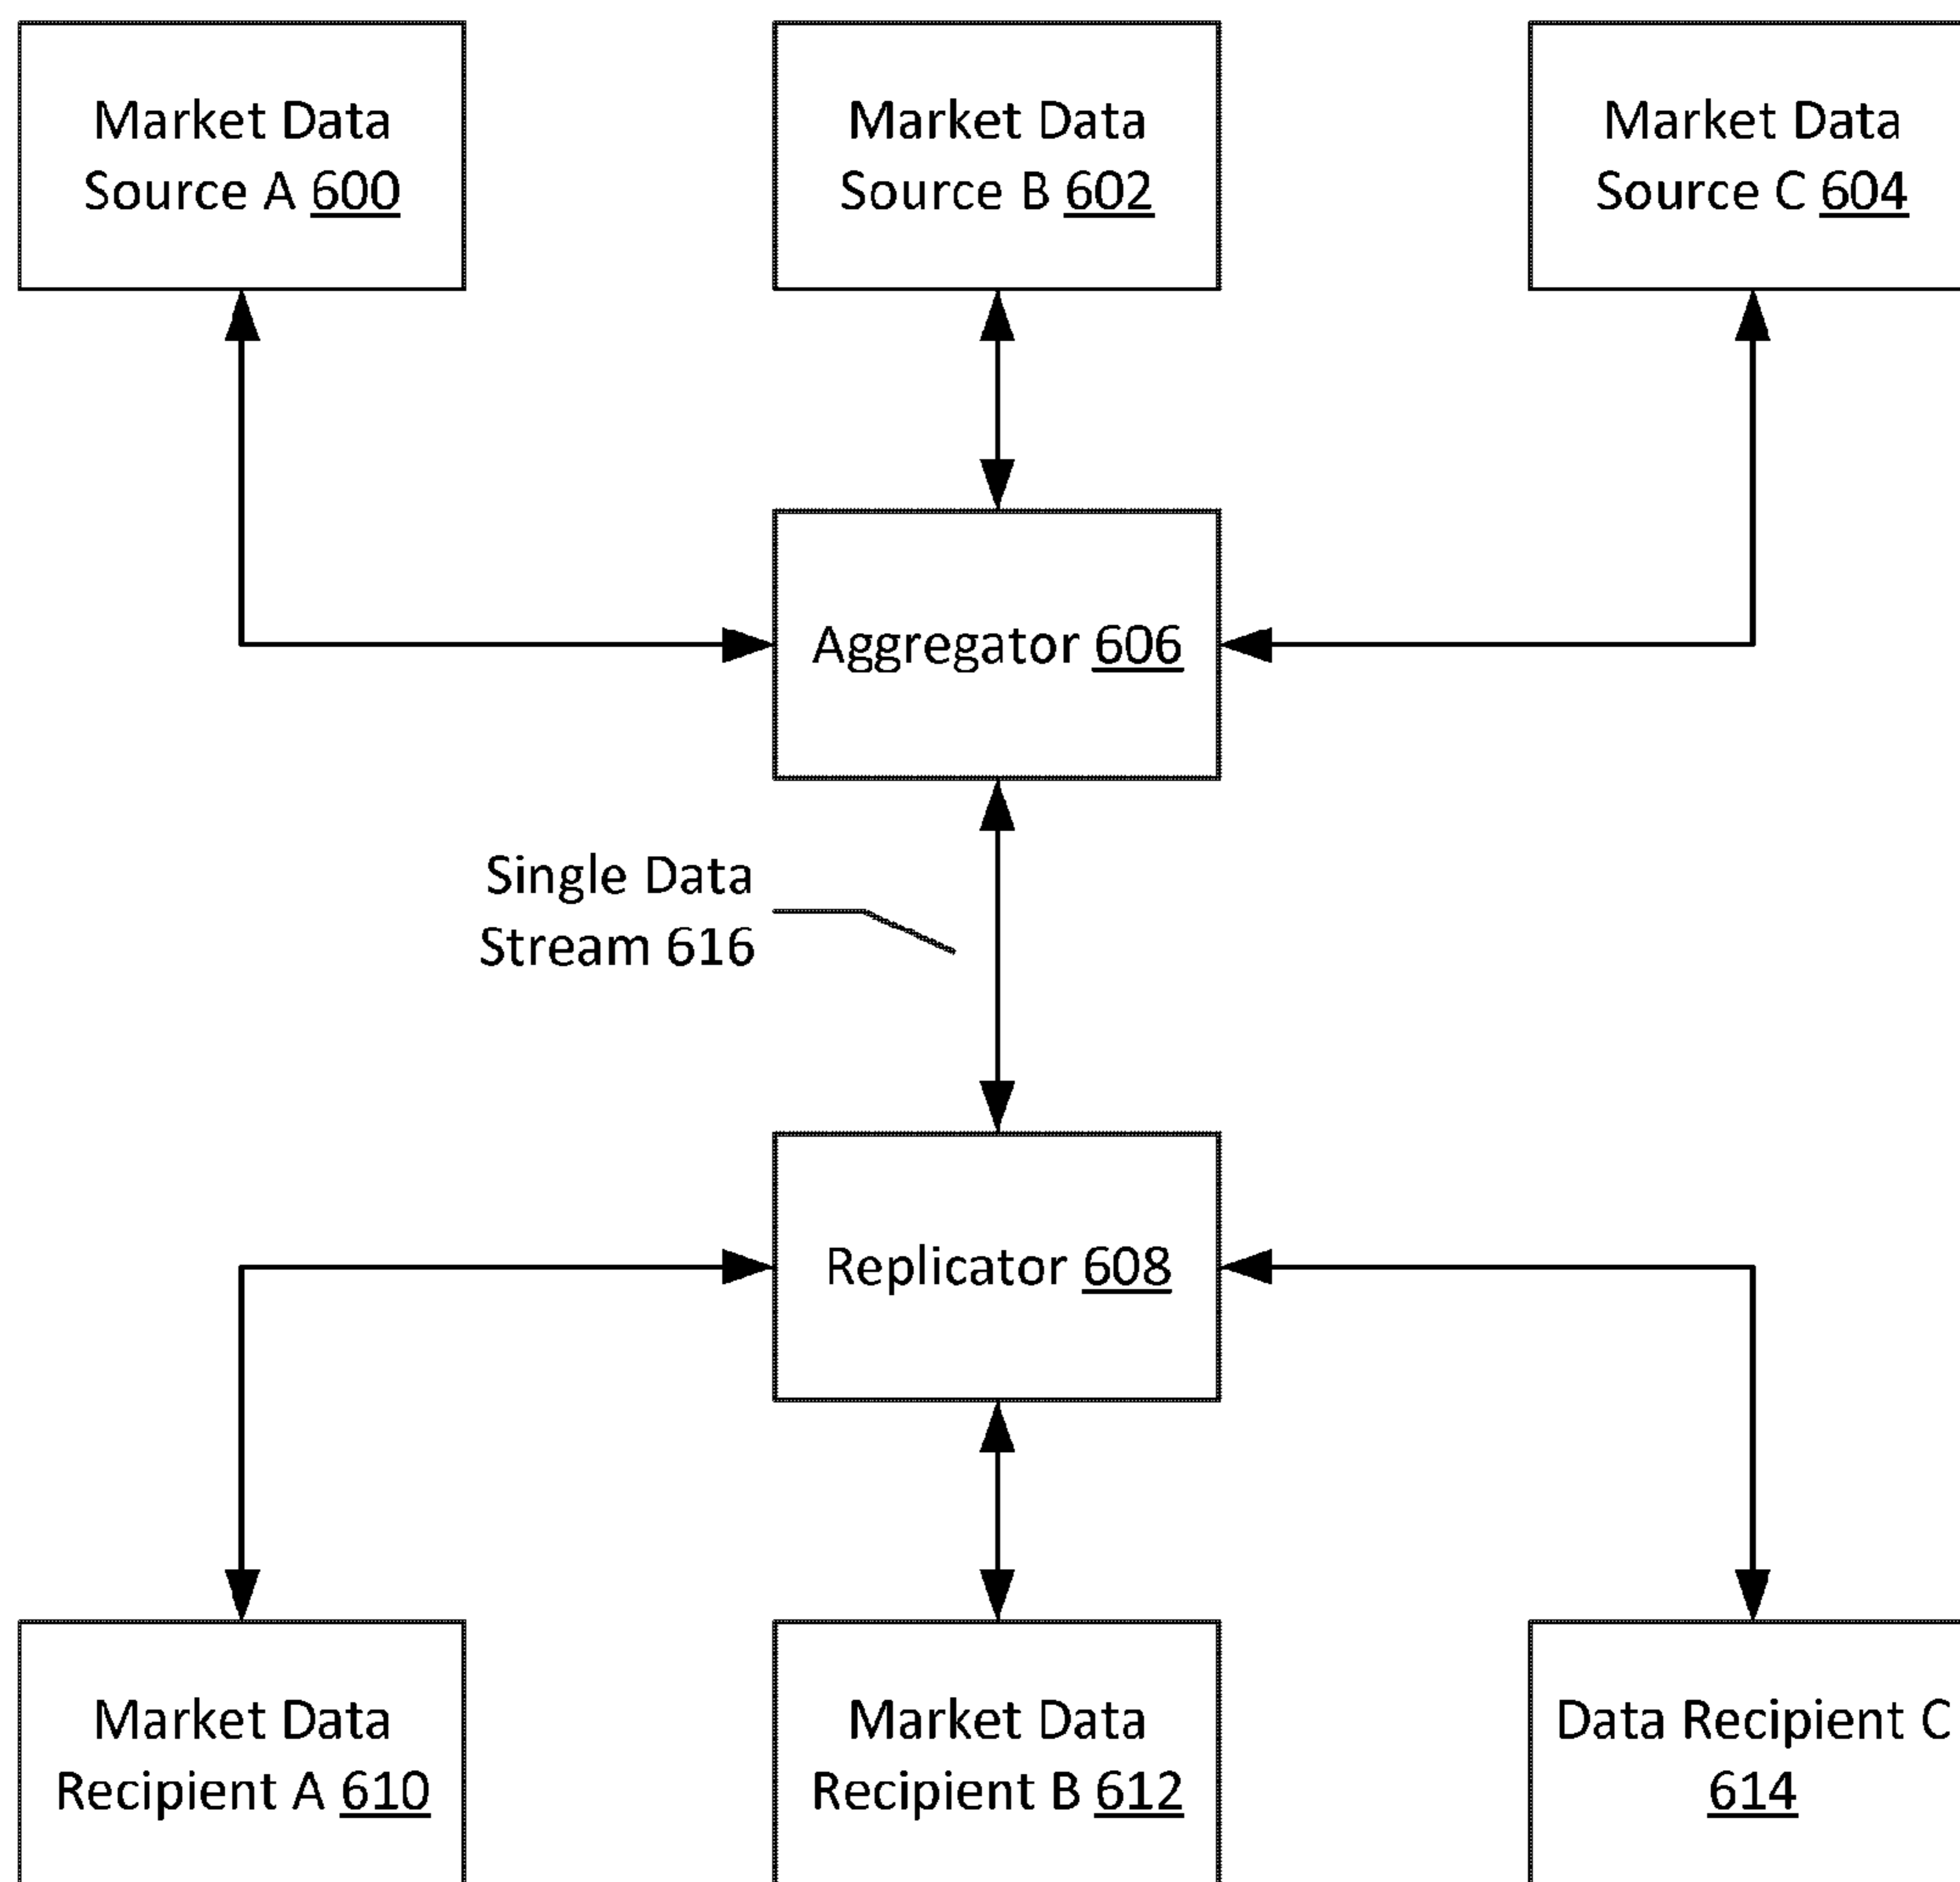 Market Data
Source A 600
Market Data
Source B 602
Market Data
Source C 604
Aggregator 606
Single Data
Stream 616
Replicator 608
Market Data
Recipient A 610
Market Data
Recipient B 612
Data Recipient C
614